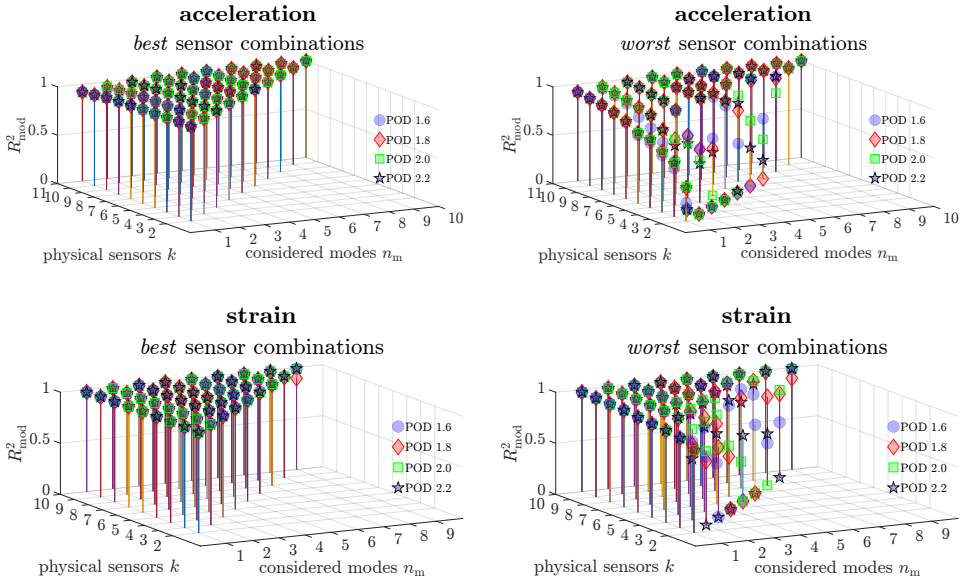 acceleration
best sensor combinations
1
0.5
0
R²mod
11
10
9
8
7
6
5
4
3
2
physical sensors k
1
2
3
4
5
6
7
8
9
10
considered modes nm
POD 1.6
POD 1.8
POD 2.0
POD 2.2
acceleration
worst sensor combinations
1
0.5
0
R²mod
11
10
9
8
7
6
5
4
3
2
physical sensors k
1
2
3
4
5
6
7
8
9
10
considered modes nm
POD 1.6
POD 1.8
POD 2.0
POD 2.2
strain
best sensor combinations
1
0.5
0
R²mod
10
9
8
7
6
5
4
3
2
physical sensors k
1
2
3
4
5
6
7
8
9
considered modes nm
POD 1.6
POD 1.8
POD 2.0
POD 2.2
strain
worst sensor combinations
1
0.5
0
R²mod
10
9
8
7
6
5
4
3
2
physical sensors k
1
2
3
4
5
6
7
8
9
considered modes nm
POD 1.6
POD 1.8
POD 2.0
POD 2.2